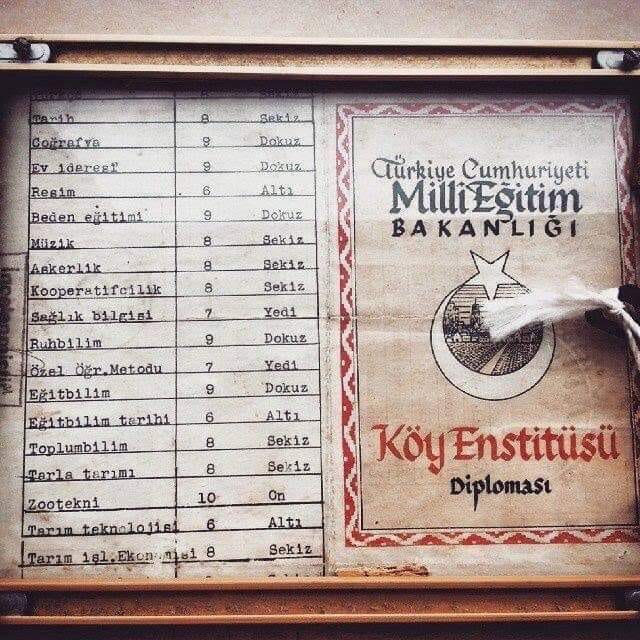 Tarih 8 Sekiz
Coğrafya 9 Dokuz
Ev idaresi 9 Dokuz
Resim 6 Altı
Beden eğitimi 9 Dokuz
Müzik 8 Sekiz
Askerlik 8 Sekiz
Kooperatifcilik 8 Sekiz
Sağlık bilgisi 7 Yedi
Ruhbilim 9 Dokuz
Özel Öğr.Metodu 7 Yedi
Eğitbilim 9 Dokuz
Eğitbilim tarihi 6 Altı
Toplumbilim 8 Sekiz
Tarla tarımı 8 Sekiz
Zootekni 10 On
Tarım teknolojisi 6 Altı
Tarım işl.Ekonomisi 8 Sekiz
Türkiye Cumhuriyeti
Milli Eğitim
BAKANLIĞI
Köy Enstitüsü
Diploması